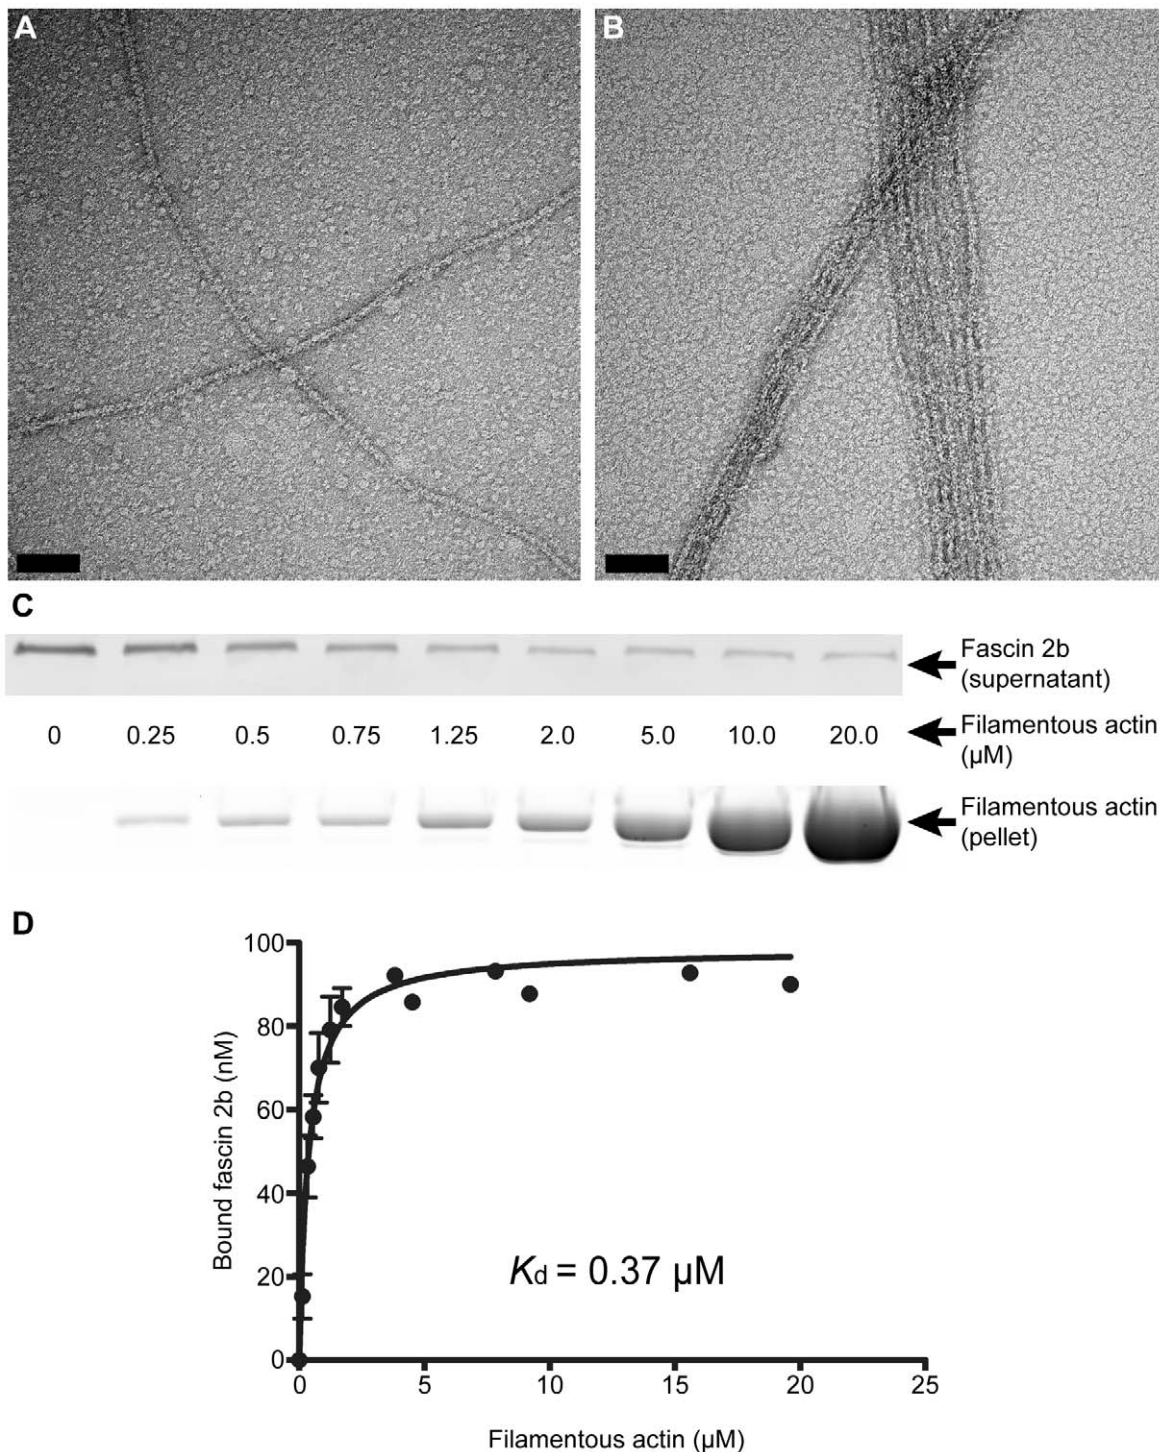 A
B
C
Fascin 2b
(supernatant)
0 0.25 0.5 0.75 1.25 2.0 5.0 10.0 20.0
Filamentous actin
(μM)
Filamentous actin
(pellet)
D
100
80
60
40
20
0
Bound fascin 2b (nM)
Kd = 0.37 μM
0 5 10 15 20 25
Filamentous actin (μM)